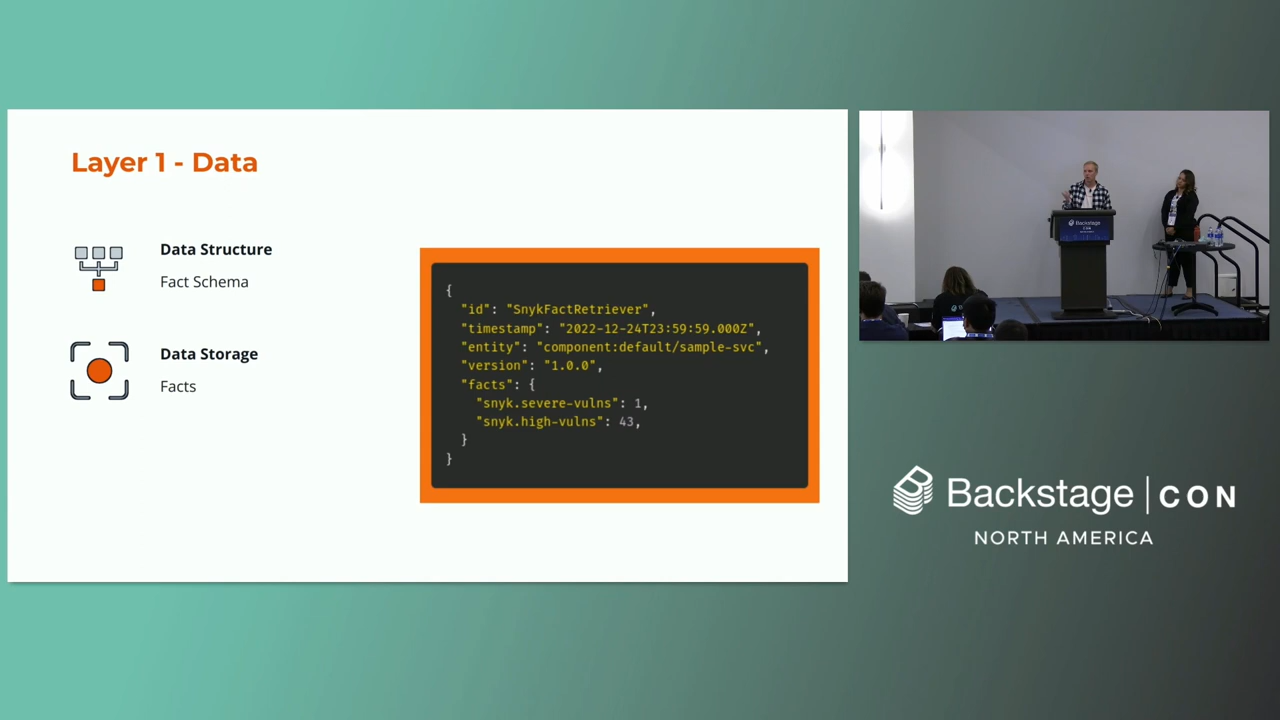 Layer 1 - Data
Data Structure
Fact Schema
Data Storage
Facts
{
"id": "SnykFactRetriever",
"timestamp": "2022-12-24T23:59:59.000Z",
"entity": "component:default/sample-svc",
"version": "1.0.0",
"facts": {
"snyk.severe-vulns": 1,
"snyk.high-vulns": 43,
}
}
Backstage
CON
Backstage | CON
NORTH AMERICA